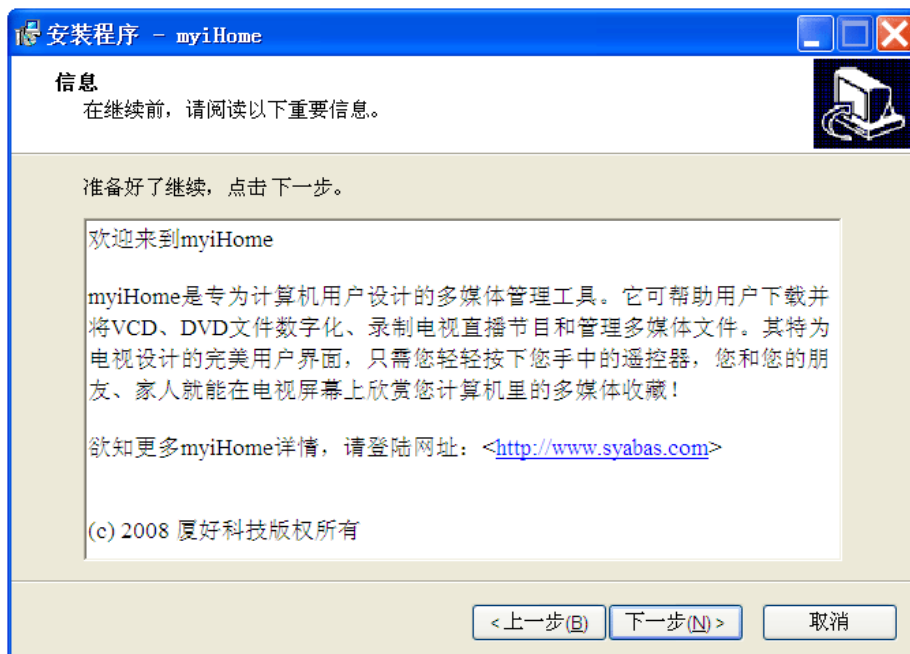 安装程序 - myiHome
信息
在继续前，请阅读以下重要信息。
准备好了继续，点击下一步。
欢迎来到myiHome
myiHome是专为计算机用户设计的多媒体管理工具。它可帮助用户下载并
将VCD、DVD文件数字化、录制电视直播节目和管理多媒体文件。其特为
电视设计的完美用户界面，只需您轻轻按下您手中的遥控器，您和您的朋
友、家人就能在电视屏幕上欣赏您计算机里的多媒体收藏！
欲知更多myiHome详情，请登陆网址：<http://www.syabas.com>
(c) 2008 厦好科技版权所有
<上一步(B) 下一步(N)> 取消